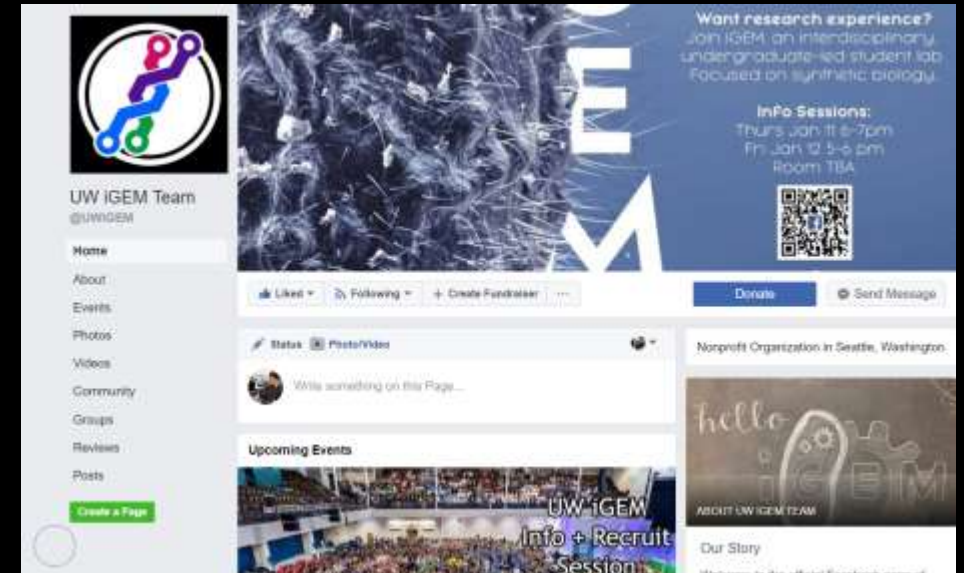 Want research experience?
Join iGEM, an interdisciplinary,
undergraduate-led student lab
Focused on synthetic biology.
Info Sessions:
Thurs Jan 11 6-7pm
Fri Jan 12 5-6 pm
Room TBA
E
M
UW iGEM Team
@UWIGEM
Home
About
Events
Photos
Videos
Community
Groups
Reviews
Posts
Create a Page
Liked
Following
+ Create Fundraiser
Donate
Send Message
Status
Photo/Video
Write something on this Page...
Nonprofit Organization in Seattle, Washington
Upcoming Events
UW iGEM
Info + Recruit
Session
hello
iGEM
ABOUT UW IGEM TEAM
Our Story